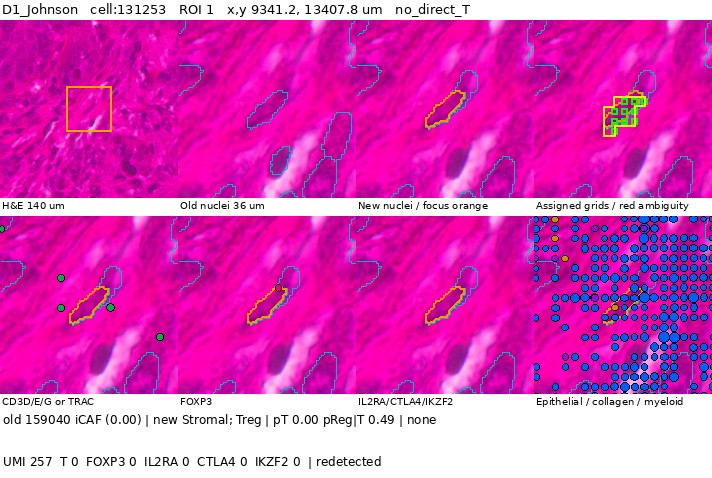 D1_Johnson cell:131253 ROI 1 x,y 9341.2, 13407.8 um no_direct_T
H&E 140 um
Old nuclei 36 um
New nuclei / focus orange
Assigned grids / red ambiguity
CD3D/E/G or TRAC
FOXP3
IL2RA/CTLA4/IKZF2
Epithelial / collagen / myeloid
old 159040 iCAF (0.00) | new Stromal; Treg | pT 0.00 pReg|T 0.49 | none
UMI 257 T 0 FOXP3 0 IL2RA 0 CTLA4 0 IKZF2 0 | redetected